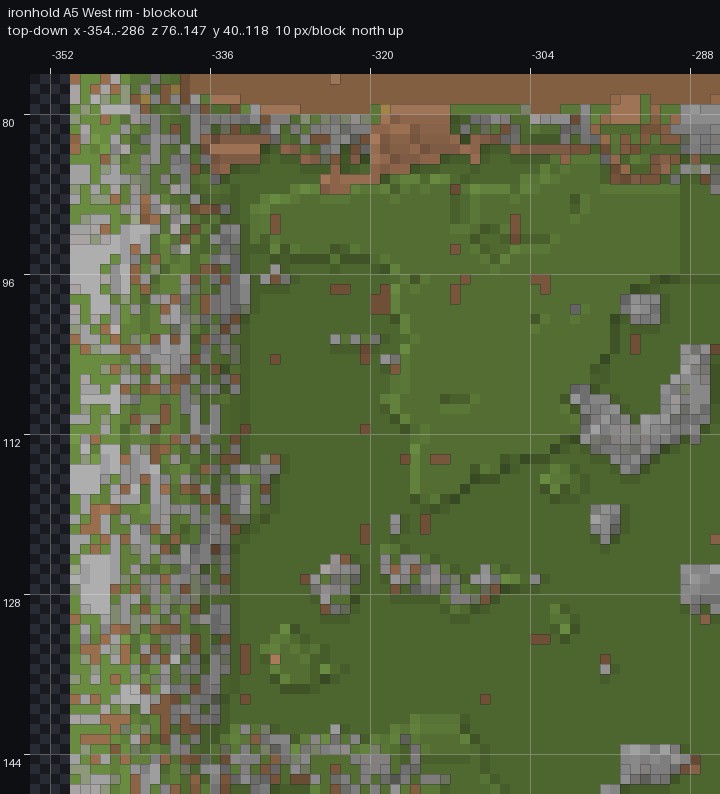 ironhold A5 West rim - blockout
top-down  x -354..-286  z 76..147  y 40..118  10 px/block  north up
-352 -336 -320 -304 -288
80
96
112
128
144